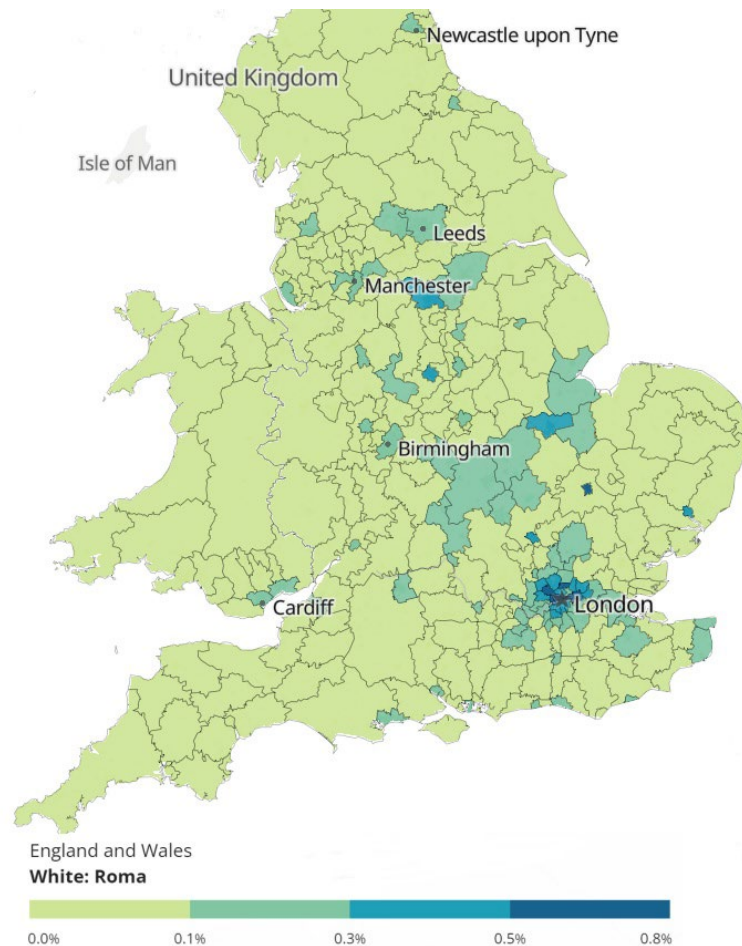 Newcastle upon Tyne
United Kingdom
Isle of Man
Leeds
Manchester
Birmingham
Cardiff
London
England and Wales
White: Roma
0.0% 0.1% 0.3% 0.5% 0.8%